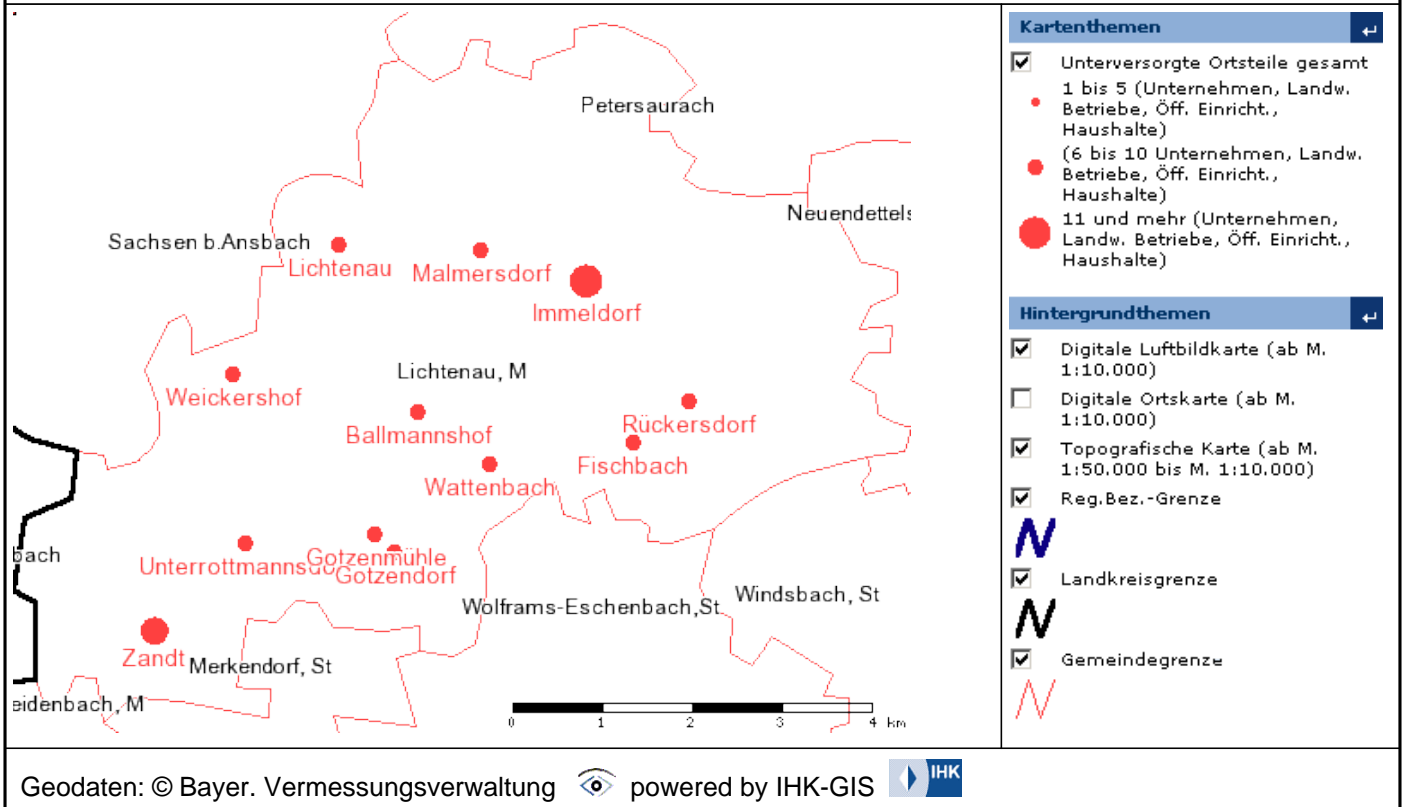 Petersaurach
Neuendettels
Sachsen b.Ansbach
Lichtenau
Malmersdorf
Immeldorf
Lichtenau, M
Weickershof
Ballmannshof
Rückersdorf
Fischbach
Wattenbach
bach
Gotzenmühle
Unterrottmannsdo
Gotzendorf
Windsbach, St
Wolframs-Eschenbach,St
Zandt
Merkendorf, St
eidenbach, M
0 1 2 3 4 km
Kartenthemen
Unterversorgte Ortsteile gesamt
1 bis 5 (Unternehmen, Landw.
Betriebe, Öff. Einricht.,
Haushalte)
(6 bis 10 Unternehmen, Landw.
Betriebe, Öff. Einricht.,
Haushalte)
11 und mehr (Unternehmen,
Landw. Betriebe, Öff. Einricht.,
Haushalte)
Hintergrundthemen
Digitale Luftbildkarte (ab M.
1:10.000)
Digitale Ortskarte (ab M.
1:10.000)
Topografische Karte (ab M.
1:50.000 bis M. 1:10.000)
Reg.Bez.-Grenze
Landkreisgrenze
Gemeindegrenze
Geodaten: © Bayer. Vermessungsverwaltung powered by IHK-GIS IHK